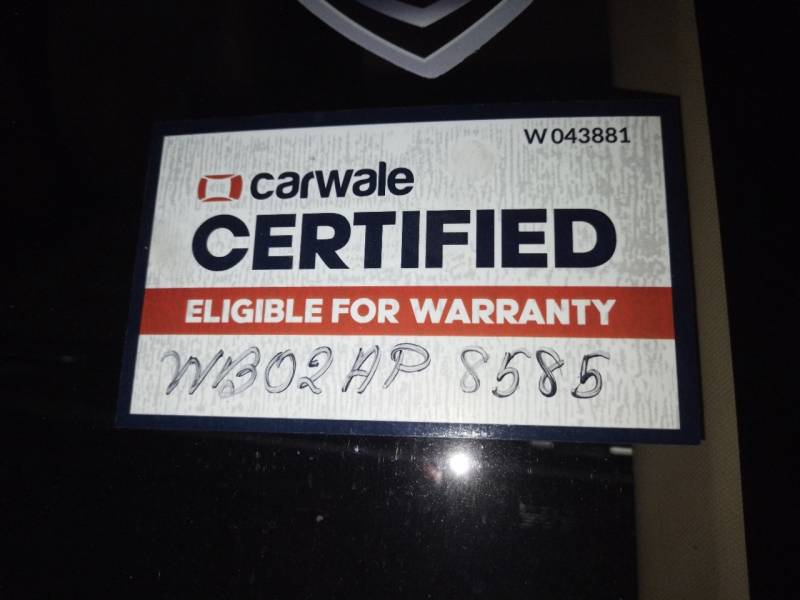 W 043881
carwale
CERTIFIED
ELIGIBLE FOR WARRANTY
WB02AP 8585